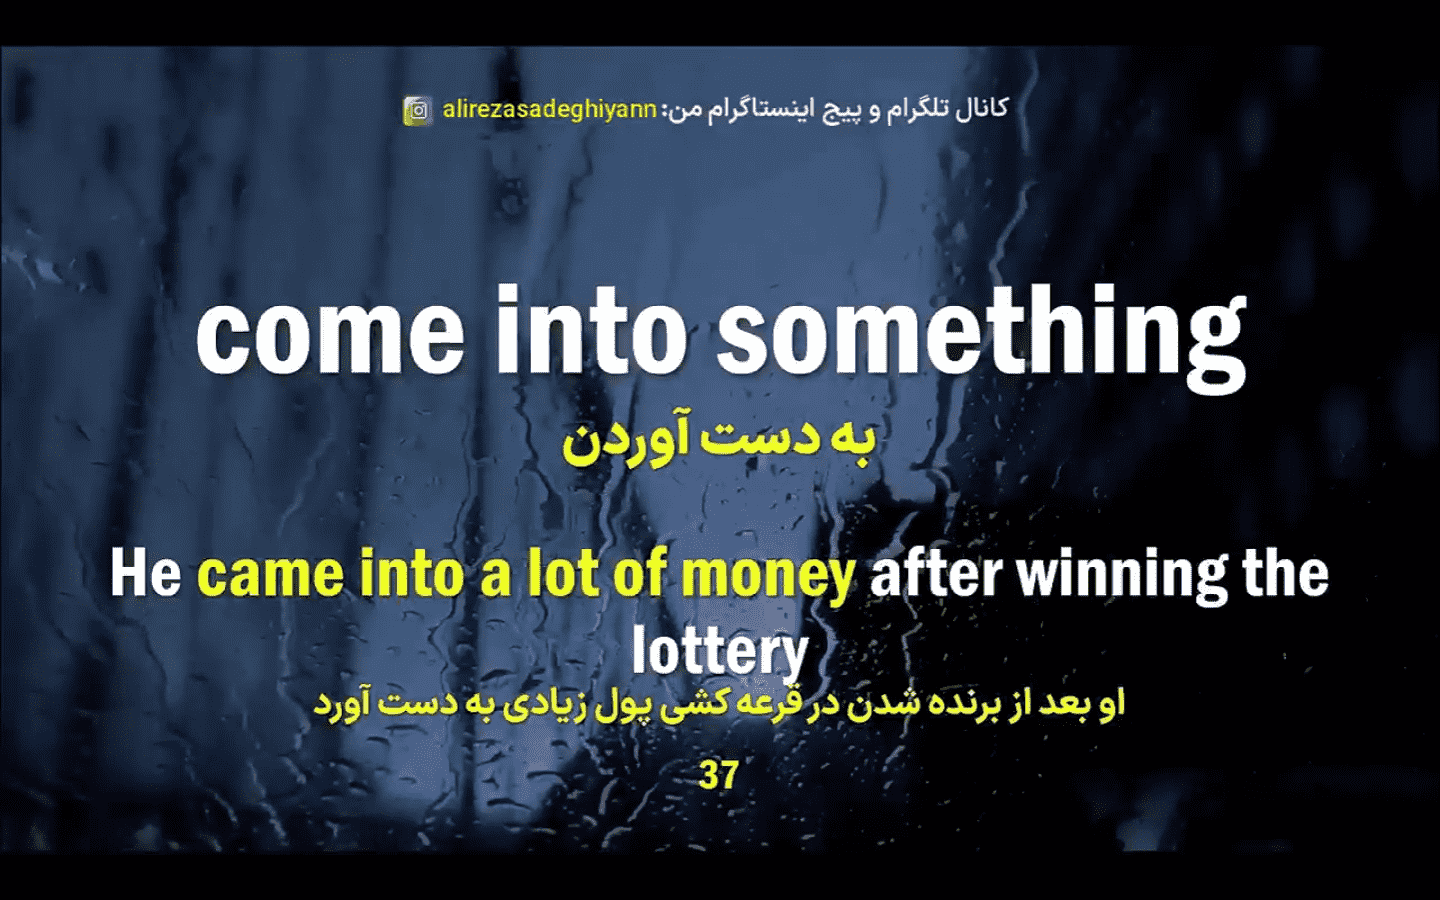 کانال تلگرام و پیج اینستاگرام من: alirezasadeghiyann
come into something
به دست آوردن
He came into a lot of money after winning the
lottery
او بعد از برنده شدن در قرعه کشی پول زیادی به دست آورد
37